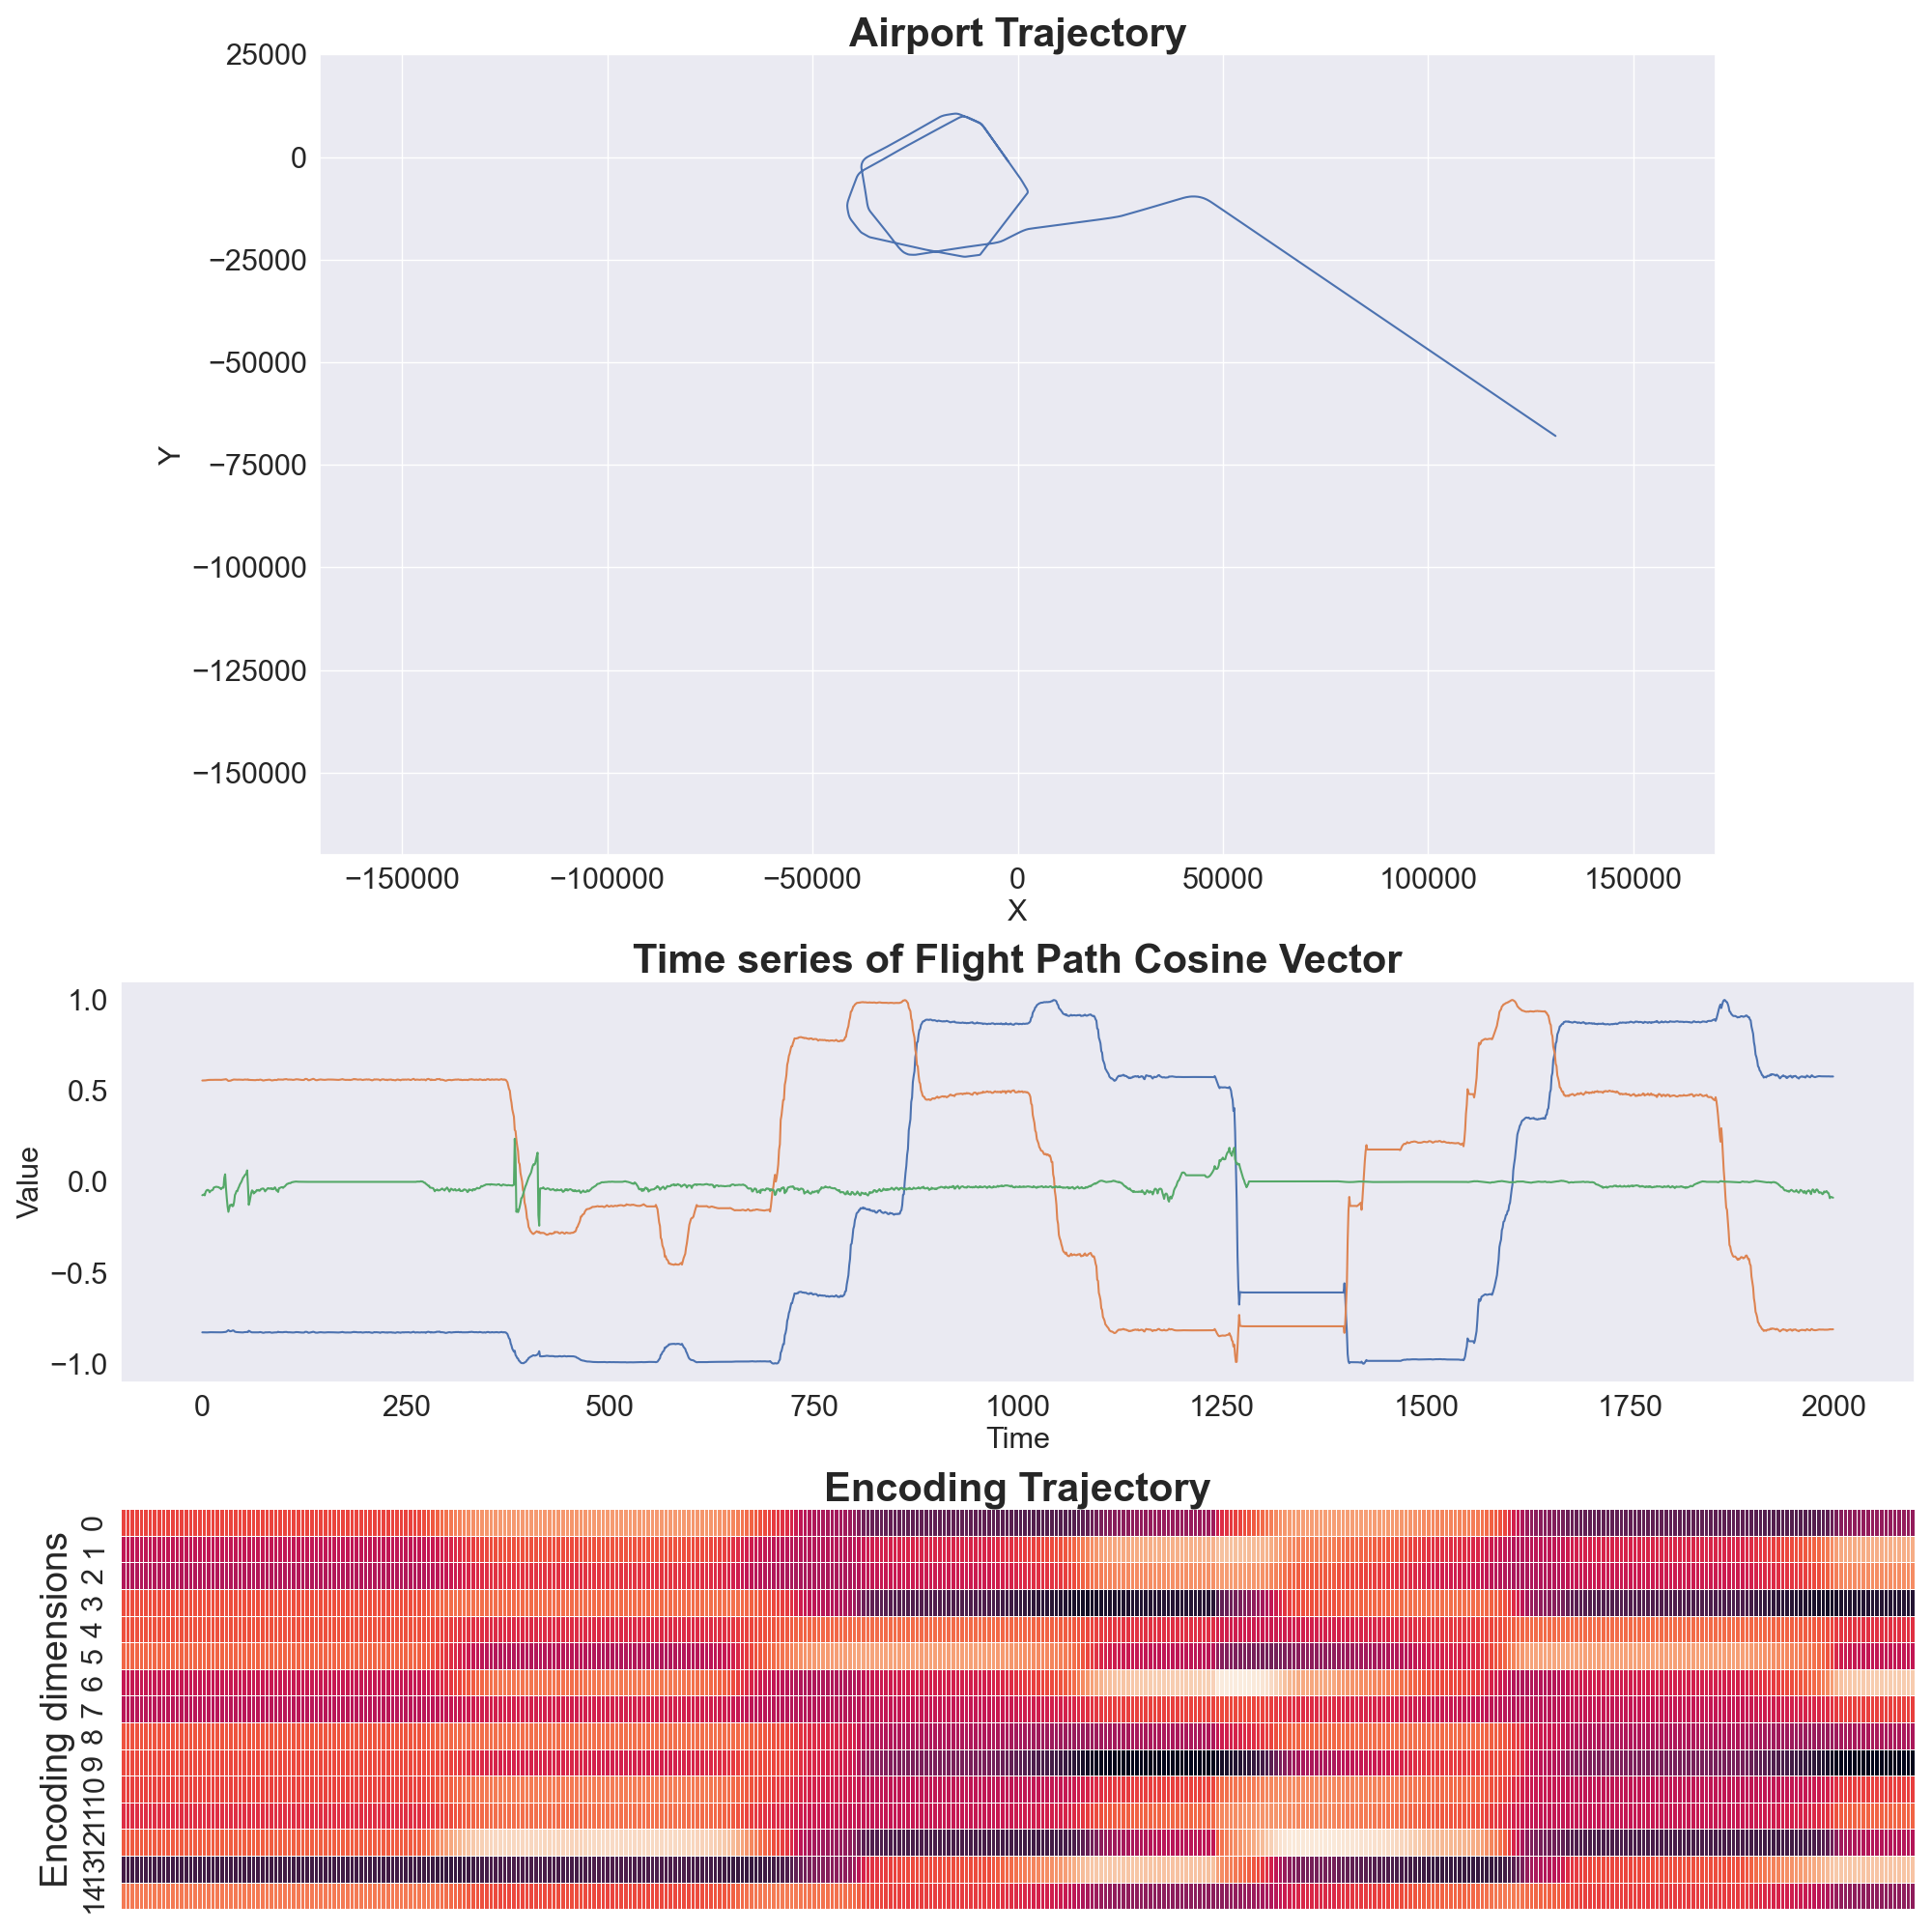 Airport Trajectory
25000
0
−25000
−50000
−75000
−100000
−125000
−150000
Y
−150000 −100000 −50000 0 50000 100000 150000
X
Time series of Flight Path Cosine Vector
1.0
0.5
0.0
−0.5
−1.0
Value
0 250 500 750 1000 1250 1500 1750 2000
Time
Encoding Trajectory
Encoding dimensions
0
1
2
3
4
5
6
7
8
9
10
11
12
13
14